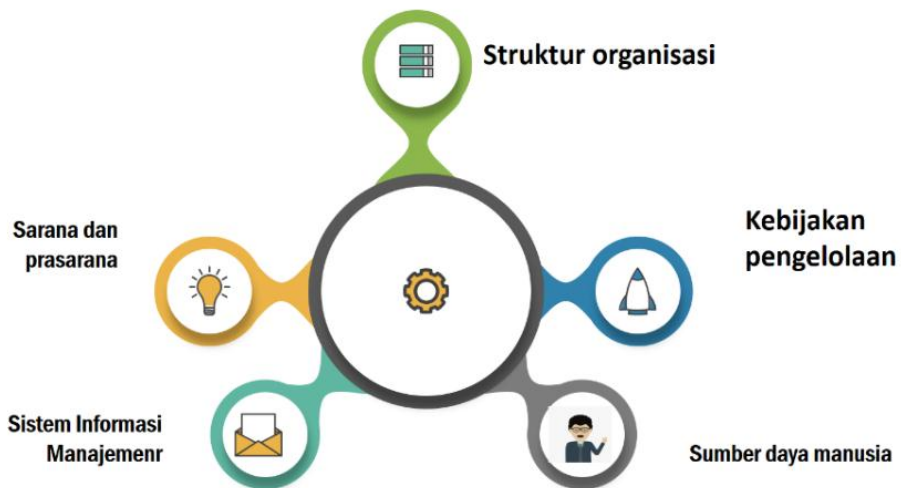 Struktur organisasi
Sarana dan
prasarana
Kebijakan
pengelolaan
Sistem Informasi
Manajemenr
Sumber daya manusia